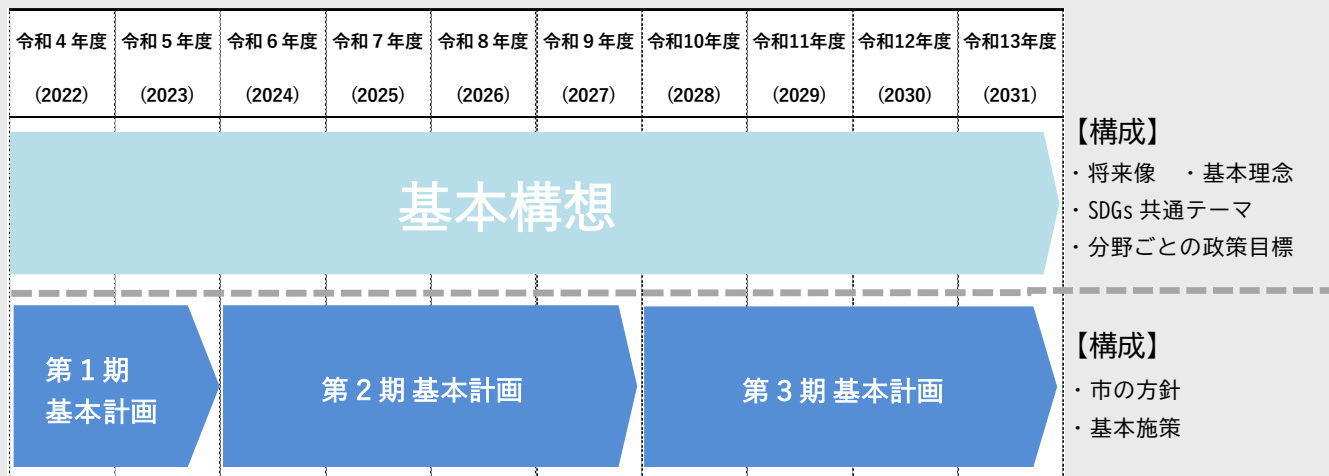 令和４年度 令和５年度 令和６年度 令和７年度 令和８年度 令和９年度 令和10年度 令和11年度 令和12年度 令和13年度
(2022) (2023) (2024) (2025) (2026) (2027) (2028) (2029) (2030) (2031)
基本構想
【構成】
・将来像　・基本理念
・SDGs 共通テーマ
・分野ごとの政策目標
第１期
基本計画
第２期 基本計画
第３期 基本計画
【構成】
・市の方針
・基本施策